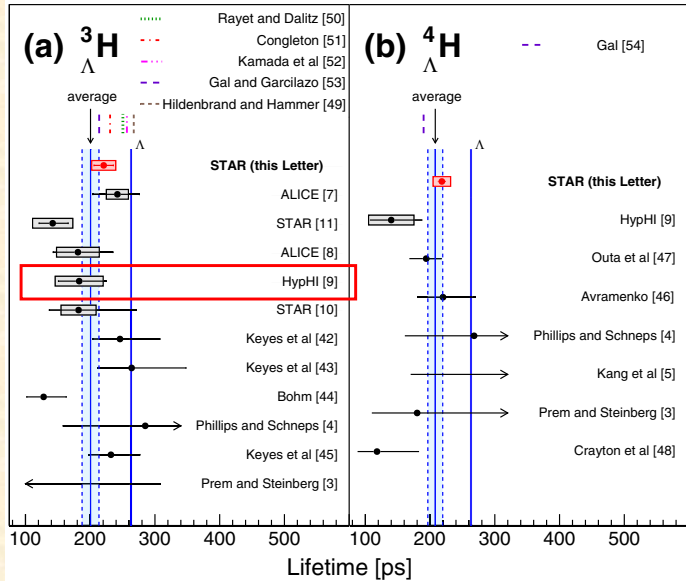 (a) ³H
Λ
Rayet and Dalitz [50]
Congleton [51]
Kamada et al [52]
Gal and Garcilazo [53]
Hildenbrand and Hammer [49]
average
Λ
STAR (this Letter)
ALICE [7]
STAR [11]
ALICE [8]
HypHI [9]
STAR [10]
Keyes et al [42]
Keyes et al [43]
Bohm [44]
Phillips and Schneps [4]
Keyes et al [45]
Prem and Steinberg [3]
100 200 300 400 500
(b) ⁴H
Λ
Gal [54]
average
Λ
STAR (this Letter)
HypHI [9]
Outa et al [47]
Avramenko [46]
Phillips and Schneps [4]
Kang et al [5]
Prem and Steinberg [3]
Crayton et al [48]
100 200 300 400 500
Lifetime [ps]